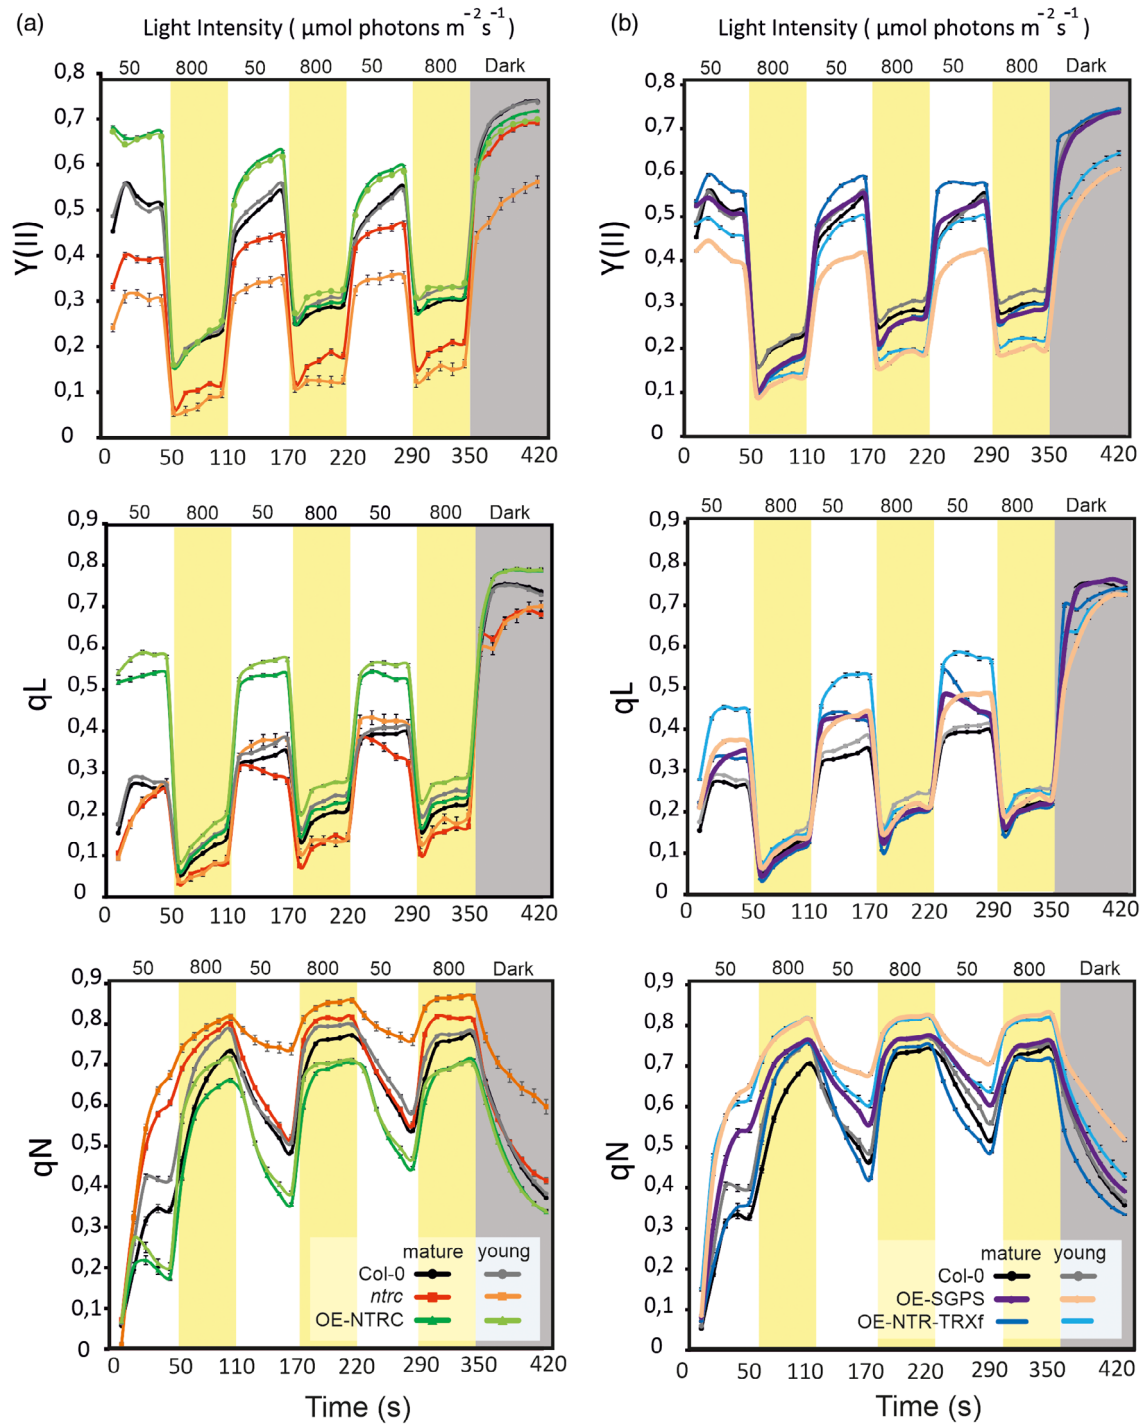 (a)
Light Intensity ( μmol photons m⁻² s⁻¹ )
50 800 50 800 50 800 Dark
0,8
0,7
0,6
0,5
0,4
0,3
0,2
0,1
0
Y(II)
0 50 110 170 220 290 350 420
50 800 50 800 50 800 Dark
0,9
0,8
0,7
0,6
0,5
0,4
0,3
0,2
0,1
0
qL
0 50 110 170 220 290 350 420
50 800 50 800 50 800 Dark
0,9
0,8
0,7
0,6
0,5
0,4
0,3
0,2
0,1
0
qN
mature young
Col-0
ntrc
OE-NTRC
0 50 110 170 220 290 350 420
Time (s)
(b)
Light Intensity ( μmol photons m⁻² s⁻¹ )
50 800 50 800 50 800 Dark
0,8
0,7
0,6
0,5
0,4
0,3
0,2
0,1
0
Y(II)
0 50 110 170 220 290 350 420
50 800 50 800 50 800 Dark
0,9
0,8
0,7
0,6
0,5
0,4
0,3
0,2
0,1
0
qL
0 50 110 170 220 290 350 420
50 800 50 800 50 800 Dark
0,9
0,8
0,7
0,6
0,5
0,4
0,3
0,2
0,1
0
qN
mature young
Col-0
OE-SGPS
OE-NTR-TRXf
0 50 110 170 220 290 350 420
Time (s)